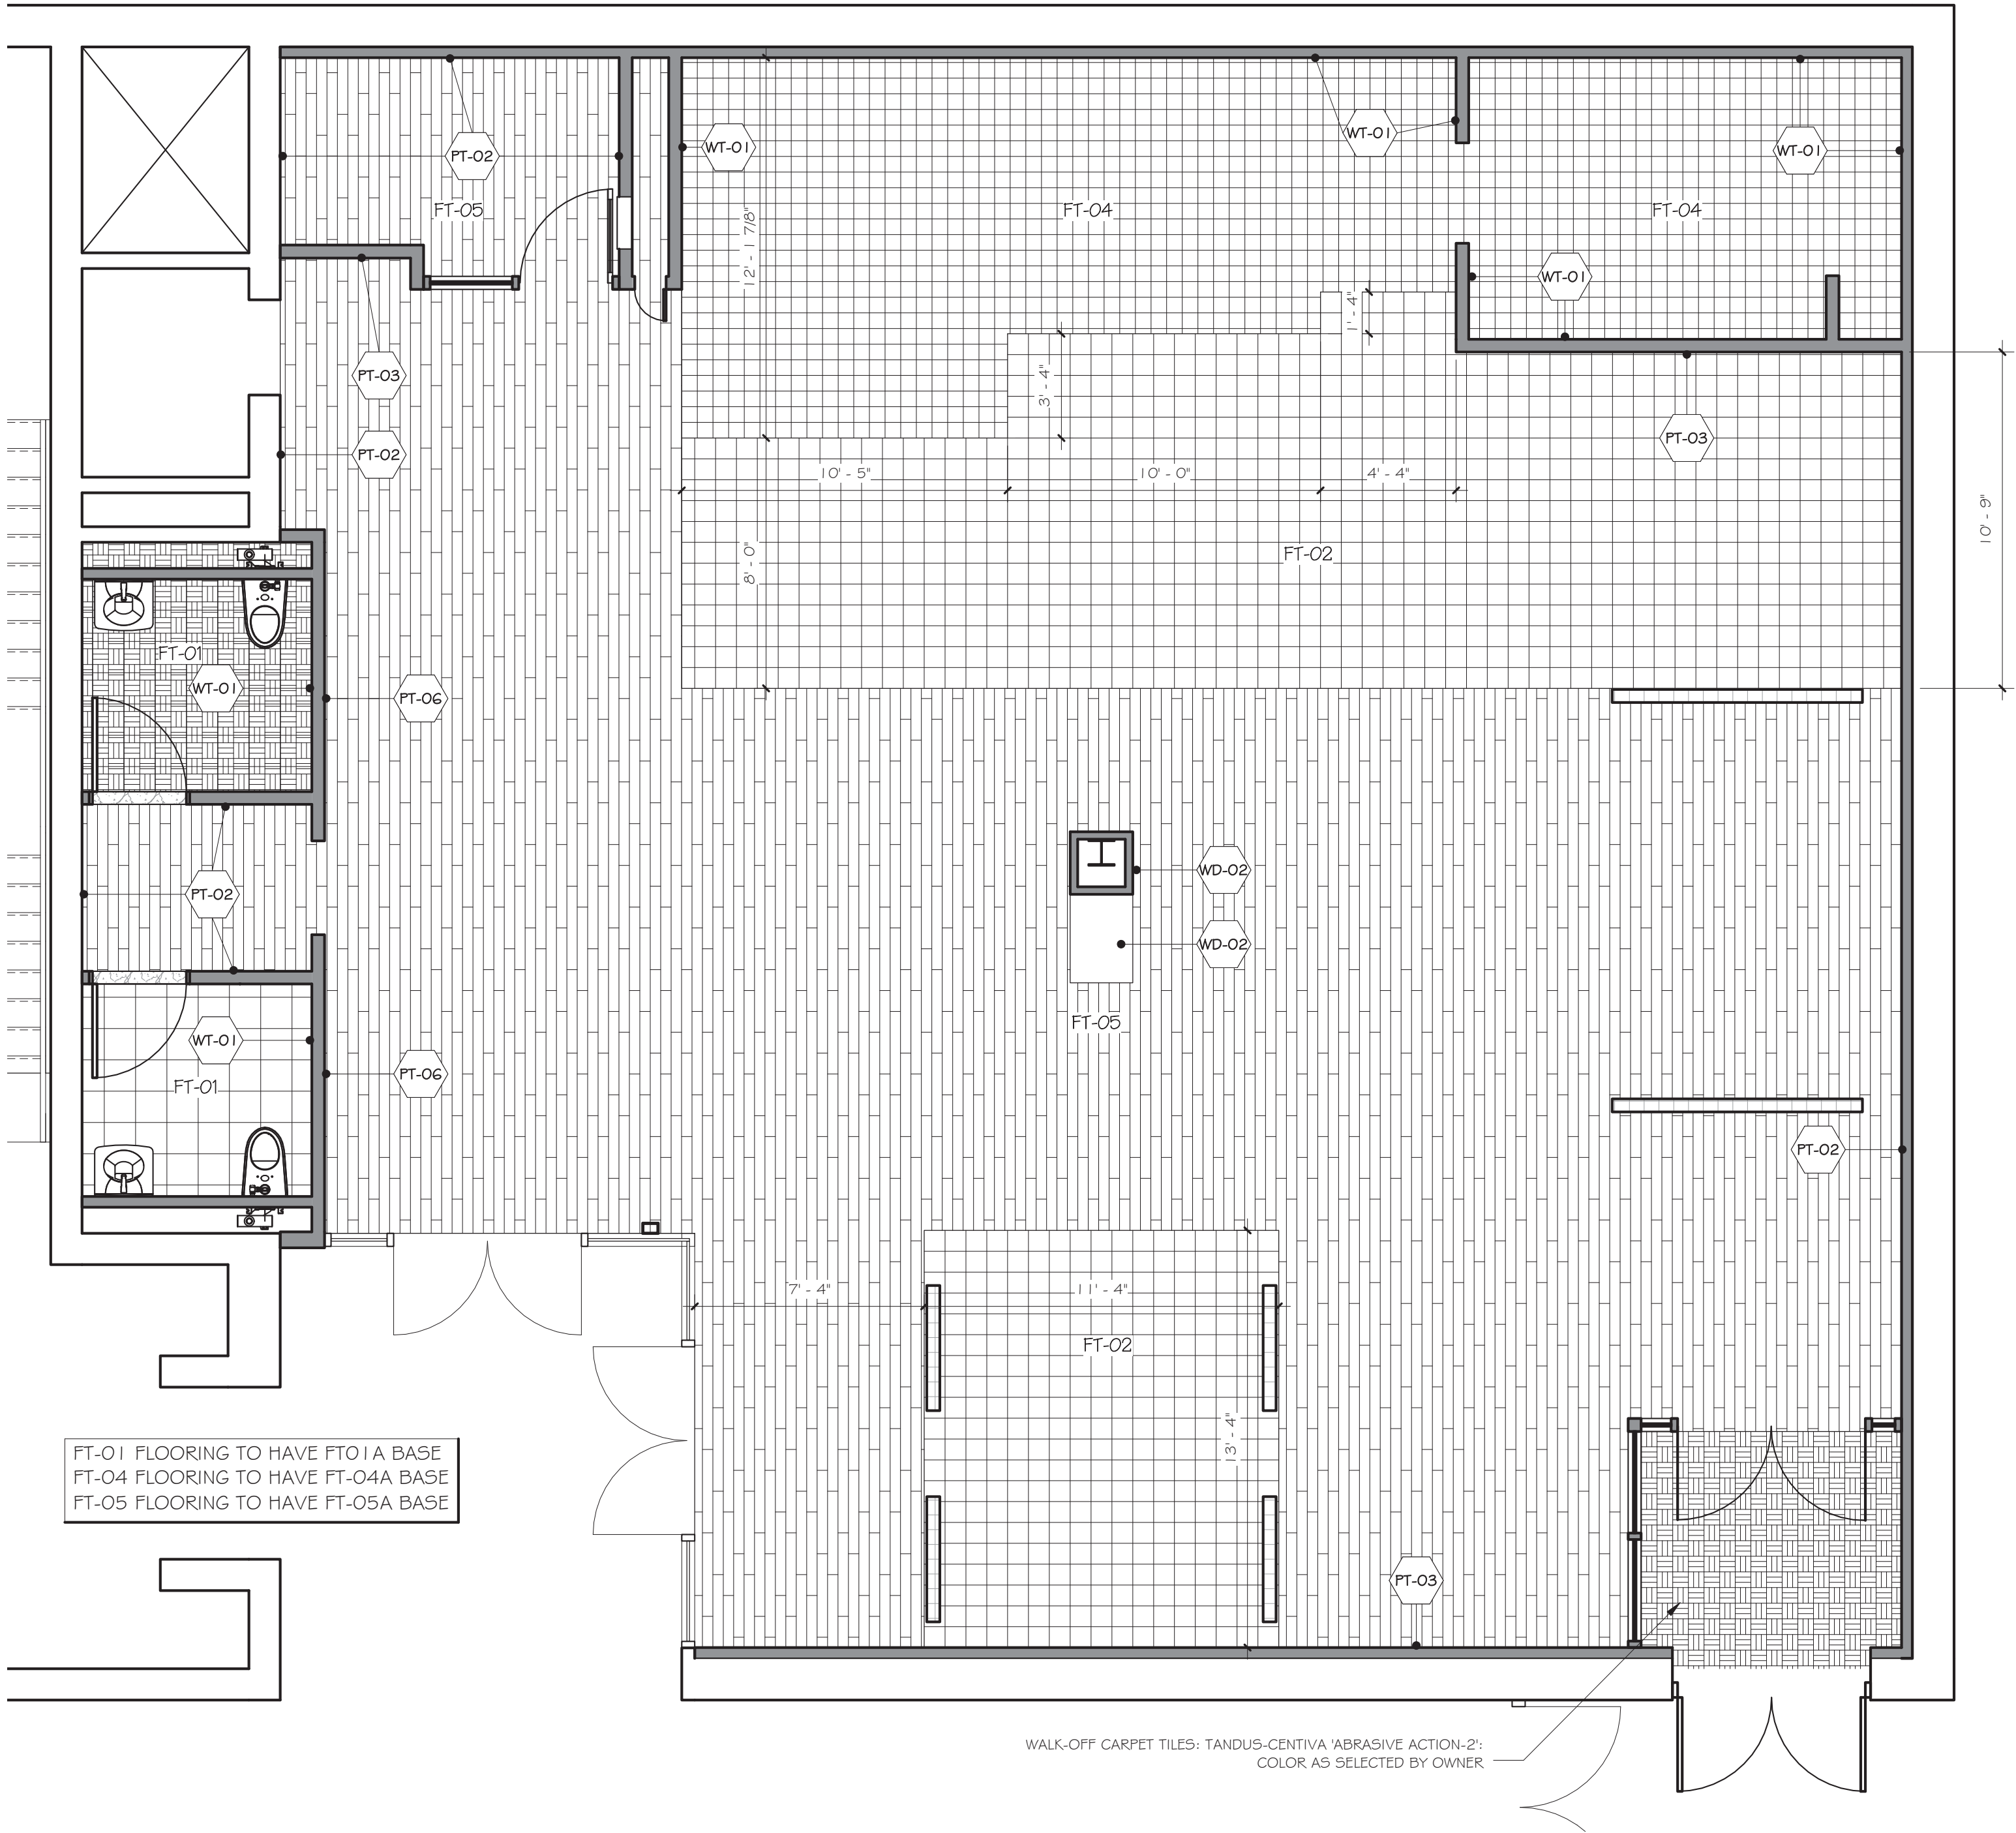 WT-01
WT-01
PT-02
WT-01
WT-01
FT-05
FT-04
FT-04
12' - 1 7/8"
WT-01
1' - 4"
PT-03
3' - 4"
PT-03
PT-02
10' - 5"
10' - 0"
4' - 4"
10' - 9"
FT-02
8' - 0"
FT-01
WT-01
PT-06
WD-02
PT-02
WD-02
FT-05
WT-01
PT-06
FT-01
PT-02
7' - 4"
11' - 4"
FT-02
13' - 4"
FT-01 FLOORING TO HAVE FT01A BASE
FT-04 FLOORING TO HAVE FT-04A BASE
FT-05 FLOORING TO HAVE FT-05A BASE
PT-03
WALK-OFF CARPET TILES: TANDUS-CENTIVA 'ABRASIVE ACTION-2':
COLOR AS SELECTED BY OWNER